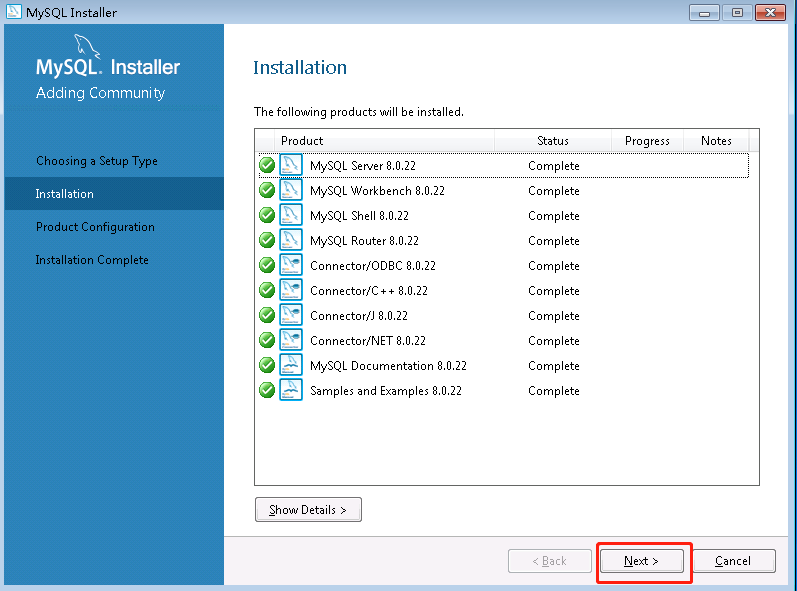 MySQL Installer
MySQL. Installer
Adding Community
Choosing a Setup Type
Installation
Product Configuration
Installation Complete
Installation
The following products will be installed.
Product Status Progress Notes
MySQL Server 8.0.22 Complete
MySQL Workbench 8.0.22 Complete
MySQL Shell 8.0.22 Complete
MySQL Router 8.0.22 Complete
Connector/ODBC 8.0.22 Complete
Connector/C++ 8.0.22 Complete
Connector/J 8.0.22 Complete
Connector/NET 8.0.22 Complete
MySQL Documentation 8.0.22 Complete
Samples and Examples 8.0.22 Complete
Show Details >
< Back Next > Cancel